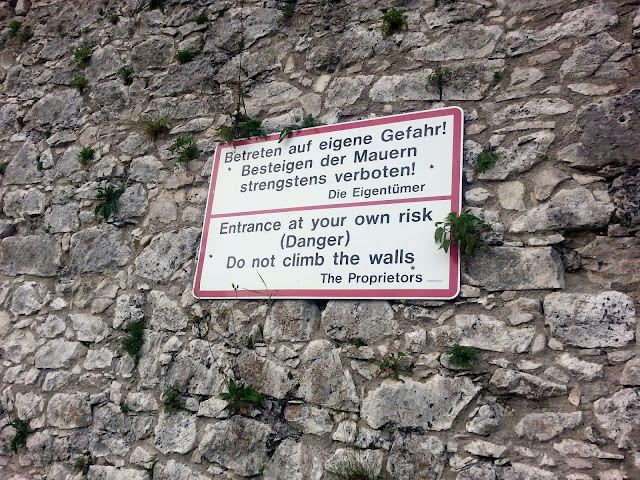 Betreten auf eigene Gefahr!
Besteigen der Mauern
strengstens verboten!
Die Eigentümer
Entrance at your own risk
(Danger)
Do not climb the walls
The Proprietors